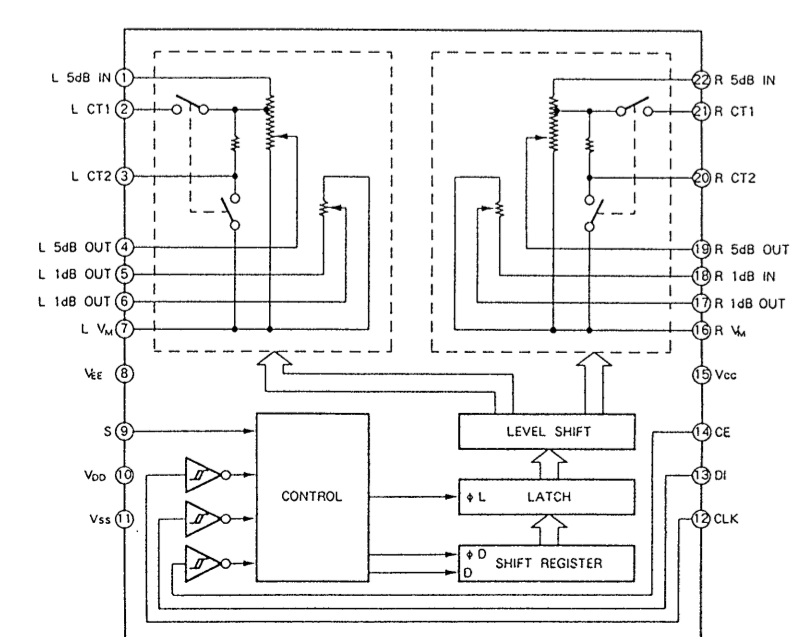 L 5dB IN 1
L CT1 2
L CT2 3
L 5dB OUT 4
L 1dB OUT 5
L 1dB OUT 6
L VM 7
VEE 8
S 9
VDD 10
Vss 11
22 R 5dB IN
21 R CT1
20 R CT2
19 R 5dB OUT
18 R 1dB IN
17 R 1dB OUT
16 R VM
15 Vcc
14 CE
13 DI
12 CLK
CONTROL
LEVEL SHIFT
ϕ L LATCH
ϕ D
D
SHIFT REGISTER